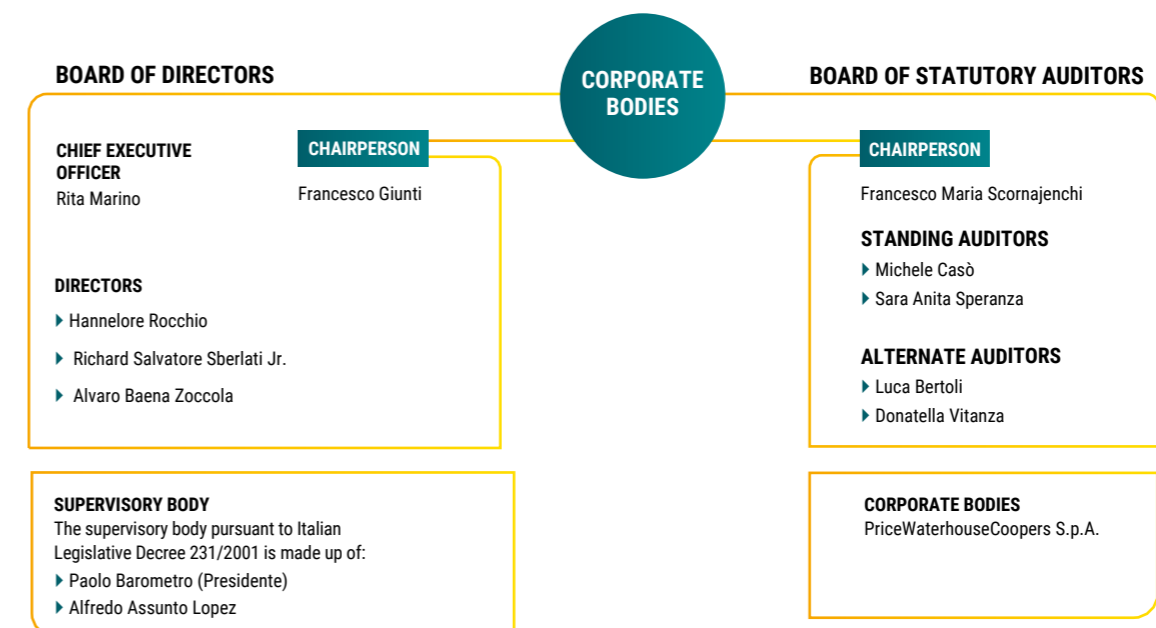 CORPORATE
BODIES
BOARD OF DIRECTORS
CHIEF EXECUTIVE
OFFICER
Rita Marino
CHAIRPERSON
Francesco Giunti
DIRECTORS
Hannelore Rocchio
Richard Salvatore Sberlati Jr.
Alvaro Baena Zoccola
SUPERVISORY BODY
The supervisory body pursuant to Italian
Legislative Decree 231/2001 is made up of:
Paolo Barometro (Presidente)
Alfredo Assunto Lopez
BOARD OF STATUTORY AUDITORS
CHAIRPERSON
Francesco Maria Scornajenchi
STANDING AUDITORS
Michele Casò
Sara Anita Speranza
ALTERNATE AUDITORS
Luca Bertoli
Donatella Vitanza
CORPORATE BODIES
PriceWaterhouseCoopers S.p.A.